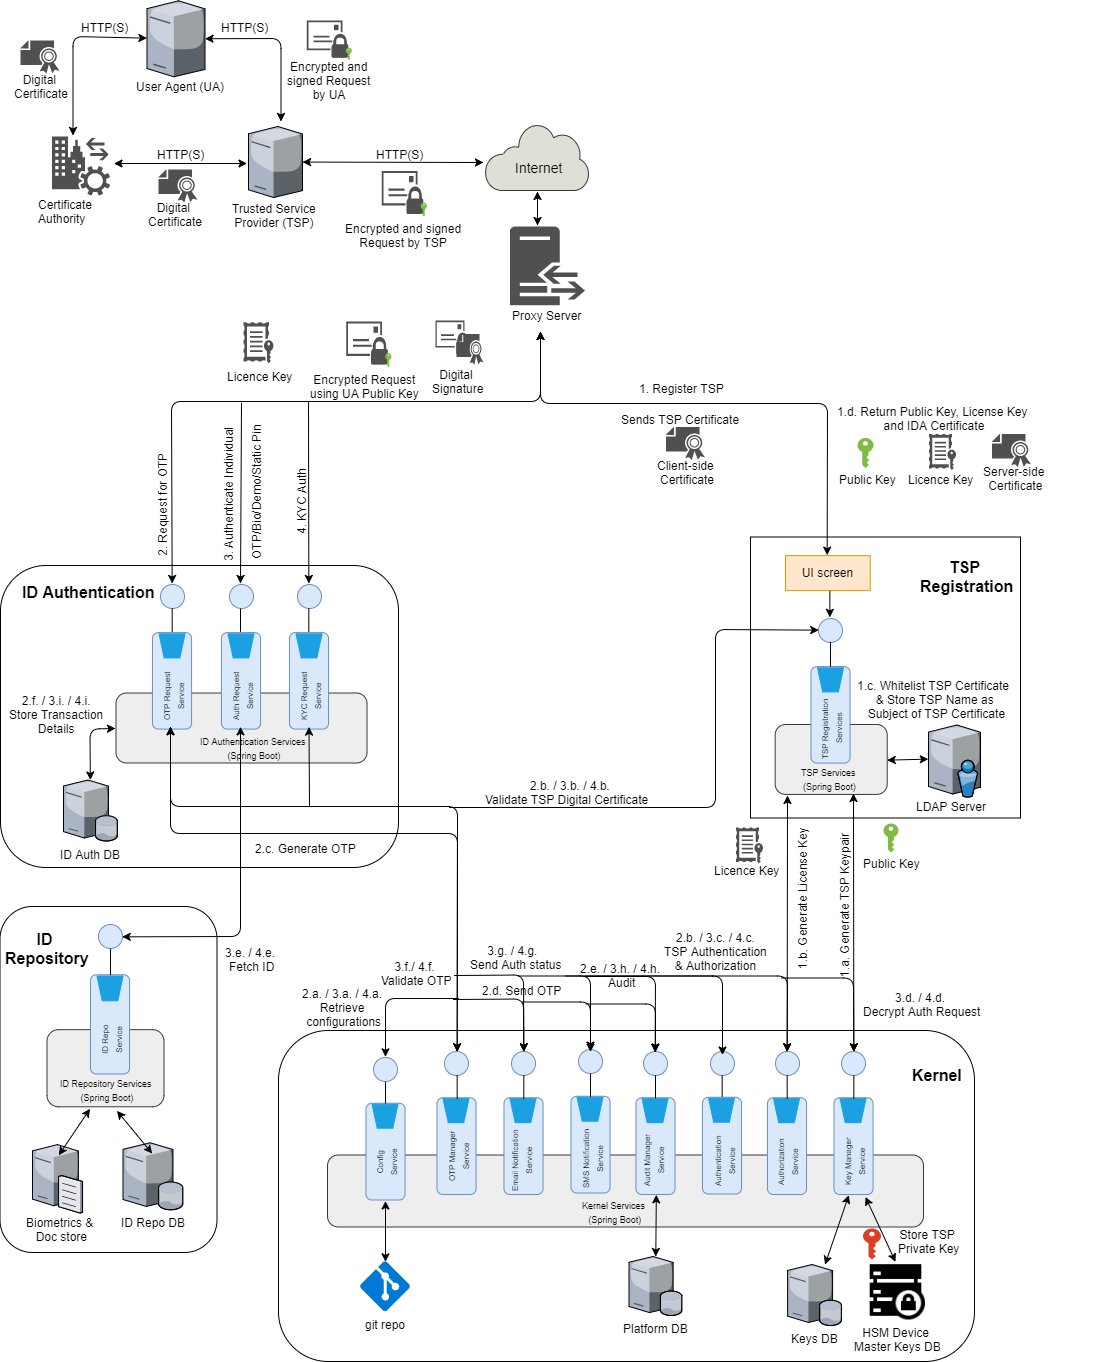 HTTP(S)
HTTP(S)
Digital
Certificate
User Agent (UA)
Encrypted and
signed Request
by UA
HTTP(S)
HTTP(S)
Internet
Certificate
Authority
Digital
Certificate
Trusted Service
Provider (TSP)
Encrypted and signed
Request by TSP
Proxy Server
Licence Key
Encrypted Request
using UA Public Key
Digital
Signature
1. Register TSP
Sends TSP Certificate
Client-side
Certificate
1.d. Return Public Key, License Key
and IDA Certificate
Public Key
Licence Key
Server-side
Certificate
2. Request for OTP
3. Authenticate Individual
OTP/Bio/Demo/Static Pin
4. KYC Auth
ID Authentication
OTP Request
Service
Auth Request
Service
KYC Request
Service
ID Authentication Services
(Spring Boot)
2.f. / 3.i. / 4.i.
Store Transaction
Details
ID Auth DB
UI screen
TSP
Registration
TSP Registration
Services
1.c. Whitelist TSP Certificate
& Store TSP Name as
Subject of TSP Certificate
TSP Services
(Spring Boot)
LDAP Server
2.b. / 3.b. / 4.b.
Validate TSP Digital Certificate
2.c. Generate OTP
Licence Key
1.b. Generate License Key
1.a. Generate TSP Keypair
Public Key
ID
Repository
3.e. / 4.e.
Fetch ID
ID Repo
Service
ID Repository Services
(Spring Boot)
Biometrics &
Doc store
ID Repo DB
2.a. / 3.a. / 4.a.
Retrieve
configurations
3.f./ 4.f.
Validate OTP
3.g. / 4.g.
Send Auth status
2.d. Send OTP
2.e. / 3.h. / 4.h.
Audit
2.b. / 3.c. / 4.c.
TSP Authentication
& Authorization
3.d. / 4.d.
Decrypt Auth Request
Kernel
Config
Service
OTP Manager
Service
Email Notification
Service
SMS Notification
Service
Audit Manager
Service
Authentication
Service
Authorization
Service
Key Manager
Service
Kernel Services
(Spring Boot)
git repo
Platform DB
Keys DB
Store TSP
Private Key
HSM Device
Master Keys DB